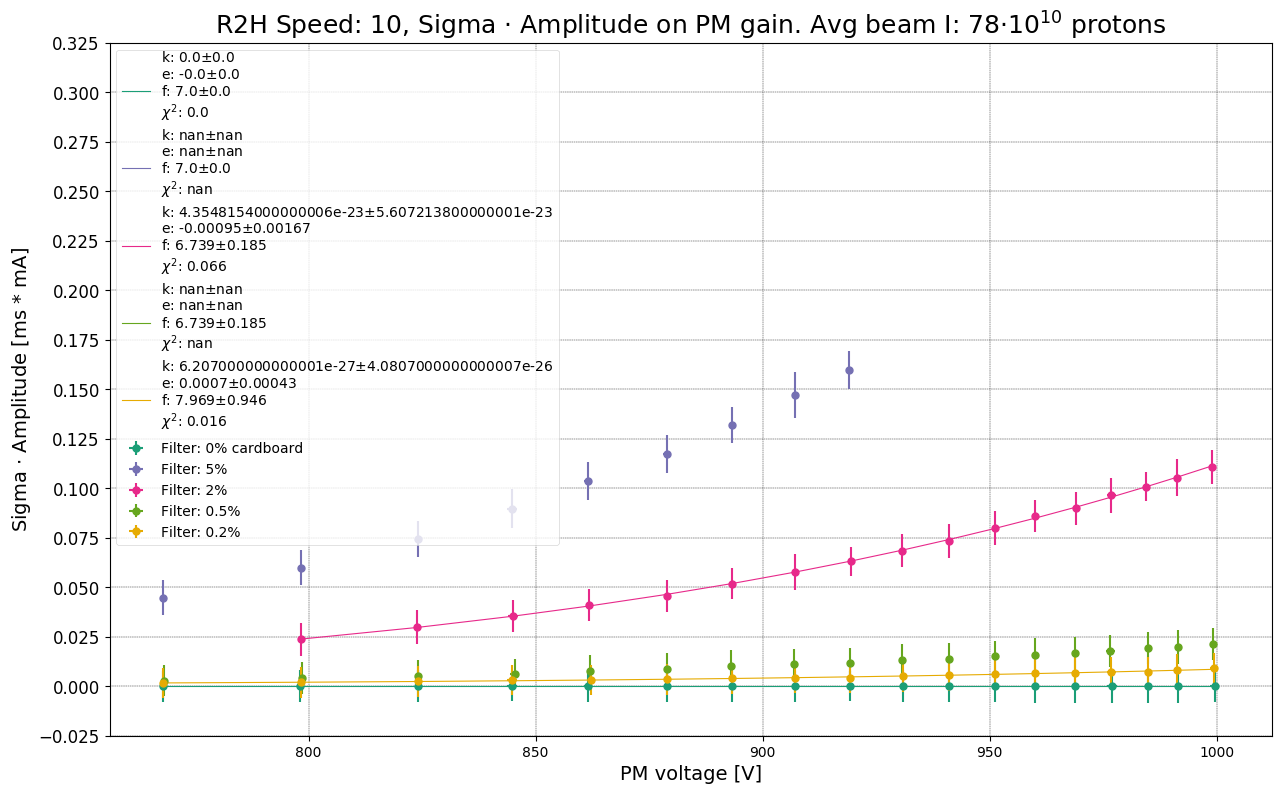 R2H Speed: 10, Sigma · Amplitude on PM gain. Avg beam I: 78·10¹⁰ protons
0.325
0.300
0.275
0.250
0.225
0.200
0.175
0.150
0.125
0.100
0.075
0.050
0.025
0.000
−0.025
Sigma · Amplitude [ms * mA]
k: 0.0±0.0
e: -0.0±0.0
f: 7.0±0.0
χ²: 0.0
k: nan±nan
e: nan±nan
f: 7.0±0.0
χ²: nan
k: 4.3548154000000006e-23±5.607213800000001e-23
e: -0.00095±0.00167
f: 6.739±0.185
χ²: 0.066
k: nan±nan
e: nan±nan
f: 6.739±0.185
χ²: nan
k: 6.207000000000001e-27±4.0807000000000007e-26
e: 0.0007±0.00043
f: 7.969±0.946
χ²: 0.016
Filter: 0% cardboard
Filter: 5%
Filter: 2%
Filter: 0.5%
Filter: 0.2%
800
850
900
950
1000
PM voltage [V]